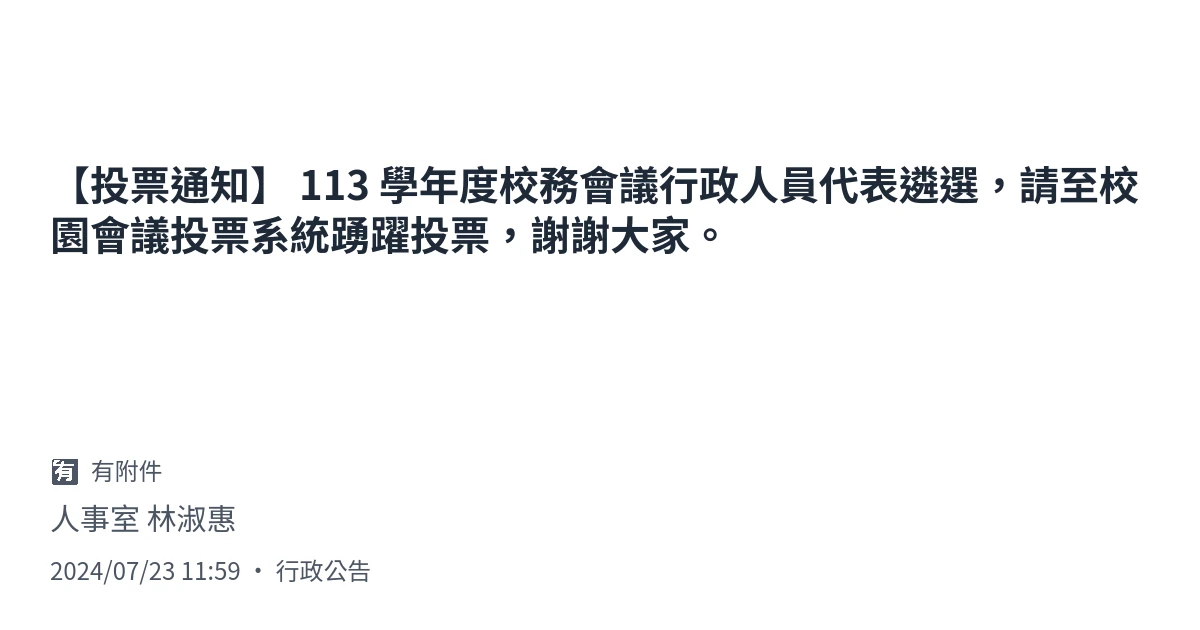 【投票通知】 113 學年度校務會議行政人員代表遴選，請至校
園會議投票系統踴躍投票，謝謝大家。
有 有附件
人事室 林淑惠
2024/07/23 11:59 • 行政公告